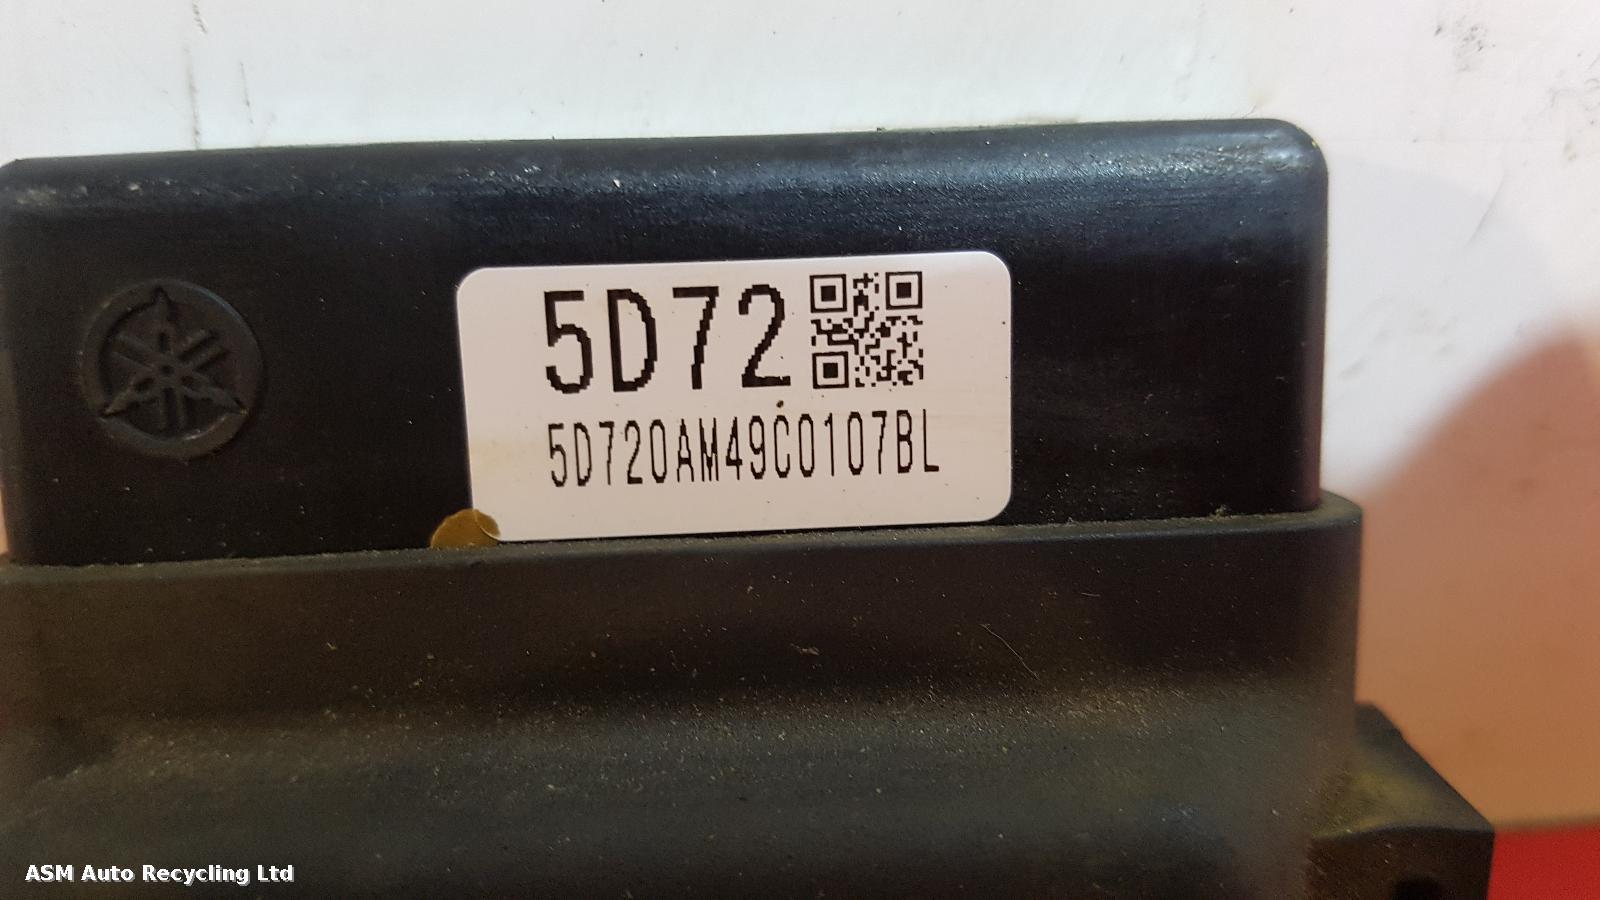 5D72
5D720AM49C0107BL
ASM Auto Recycling Ltd